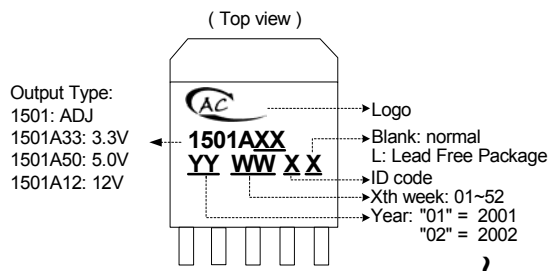 ( Top view )
Output Type:
1501: ADJ
1501A33: 3.3V
1501A50: 5.0V
1501A12: 12V
AC
1501AXX
YY WW X X
Logo
Blank: normal
L: Lead Free Package
ID code
Xth week: 01~52
Year: "01" = 2001
"02" = 2002